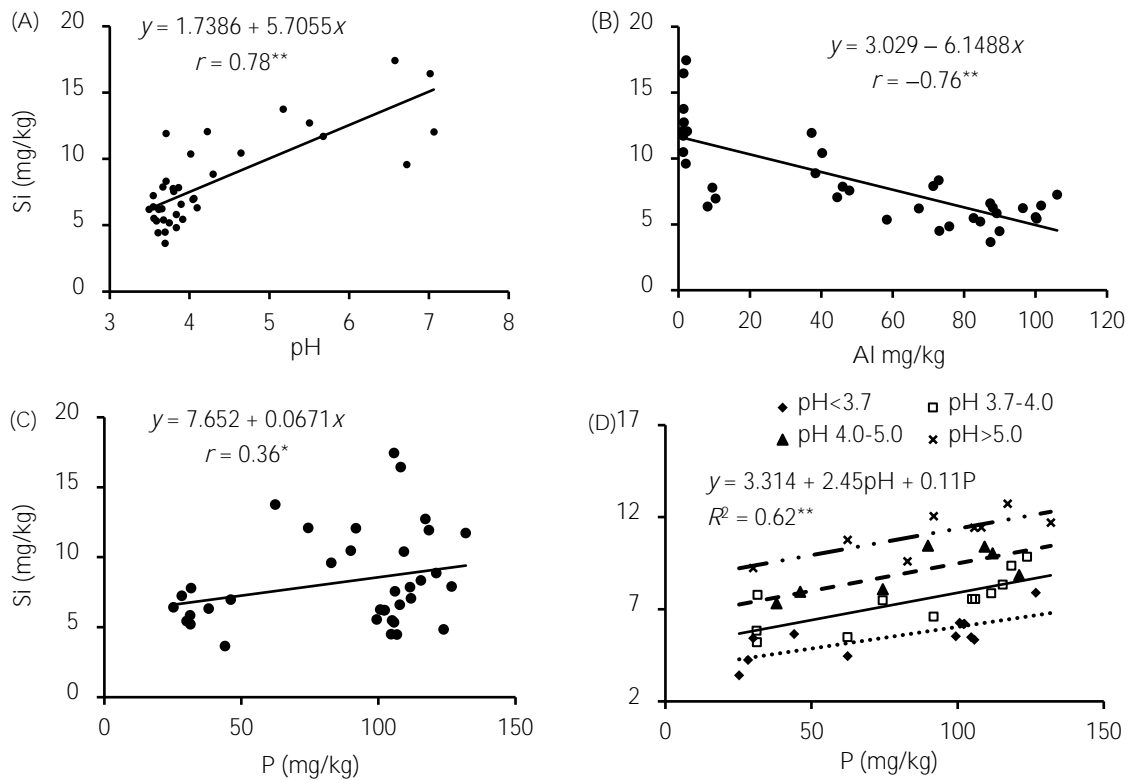 (A)
y = 1.7386 + 5.7055x
r = 0.78**
Si (mg/kg)
20
15
10
5
0
3 4 5 6 7 8
pH
(B)
y = 3.029 – 6.1488x
r = –0.76**
20
15
10
5
0
0 20 40 60 80 100 120
Al mg/kg
(C)
y = 7.652 + 0.0671x
r = 0.36*
Si (mg/kg)
20
15
10
5
0
0 50 100 150
P (mg/kg)
(D)
pH<3.7 pH 3.7-4.0
pH 4.0-5.0 pH>5.0
y = 3.314 + 2.45pH + 0.11P
R² = 0.62**
17
12
7
2
0 50 100 150
P (mg/kg)